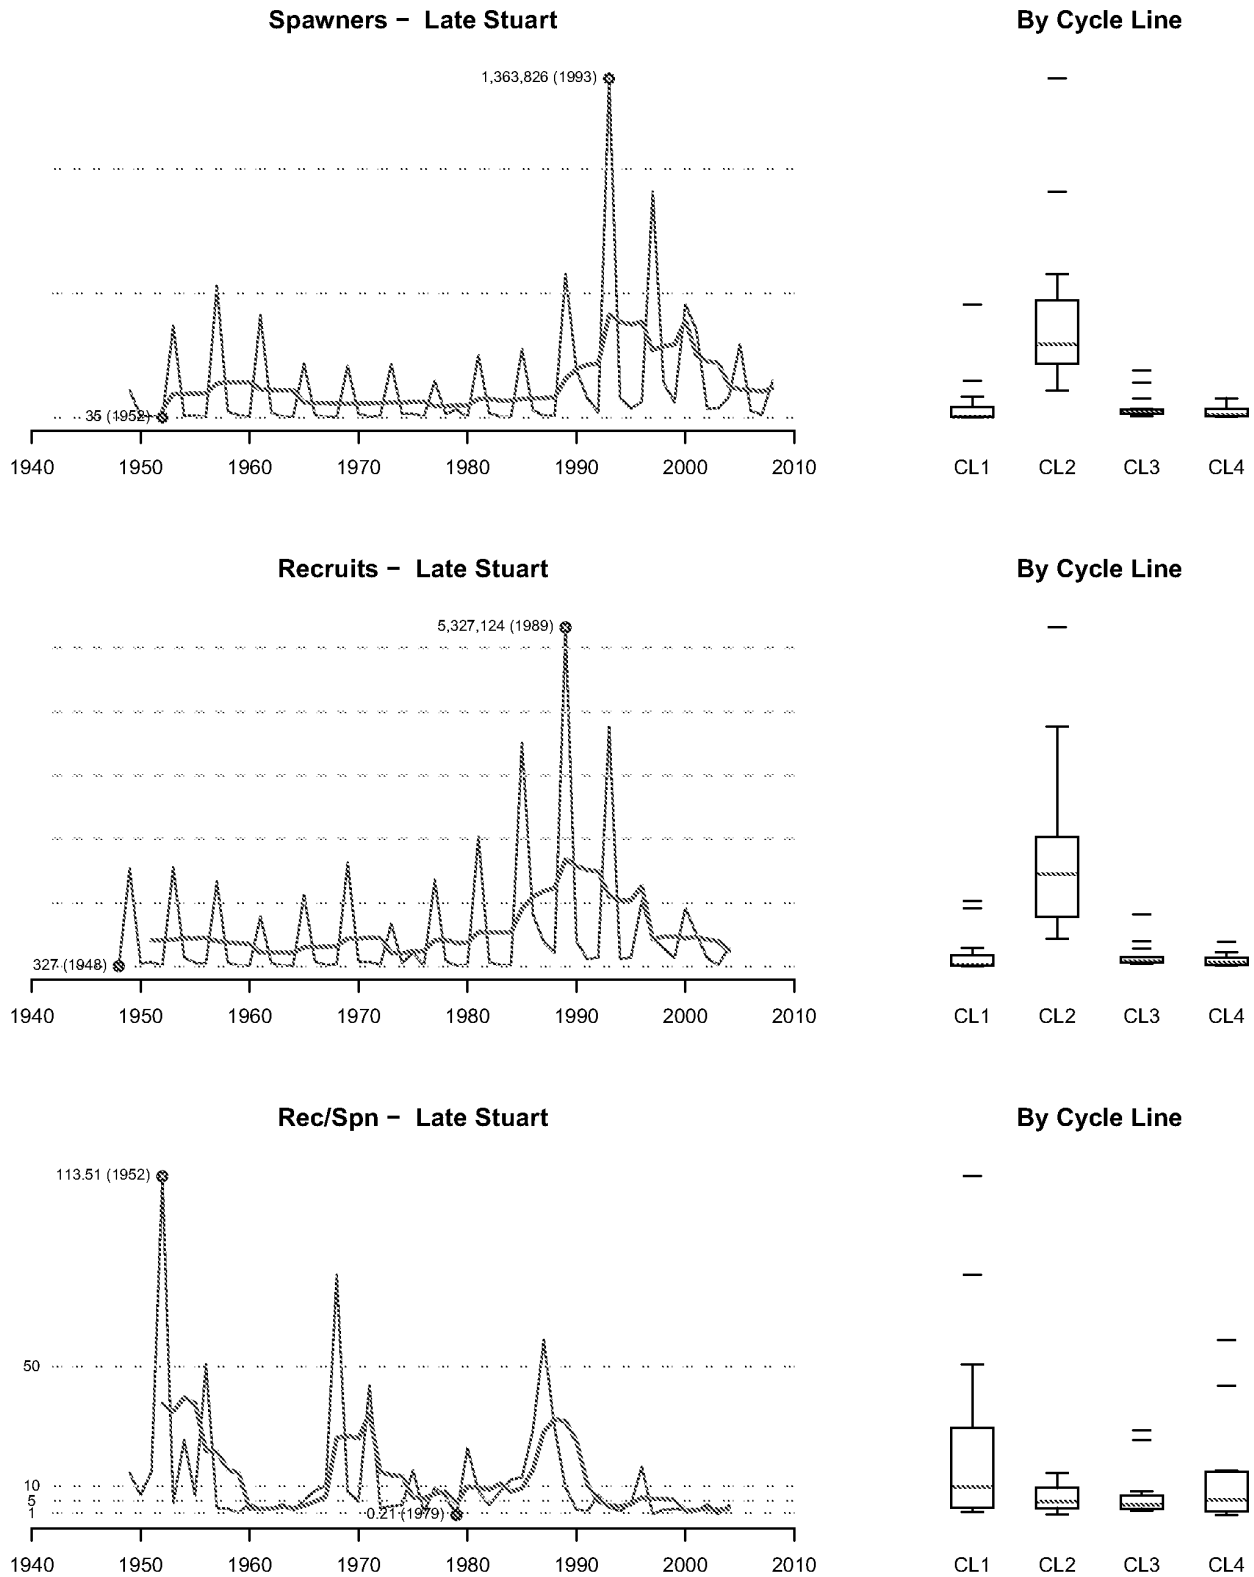 Spawners − Late Stuart
By Cycle Line
1,363,826 (1993)
35 (1952)
1940 1950 1960 1970 1980 1990 2000 2010
CL1 CL2 CL3 CL4
Recruits − Late Stuart
By Cycle Line
5,327,124 (1989)
327 (1948)
1940 1950 1960 1970 1980 1990 2000 2010
CL1 CL2 CL3 CL4
Rec/Spn − Late Stuart
By Cycle Line
113.51 (1952)
50
10
5
1
0.21 (1979)
1940 1950 1960 1970 1980 1990 2000 2010
CL1 CL2 CL3 CL4